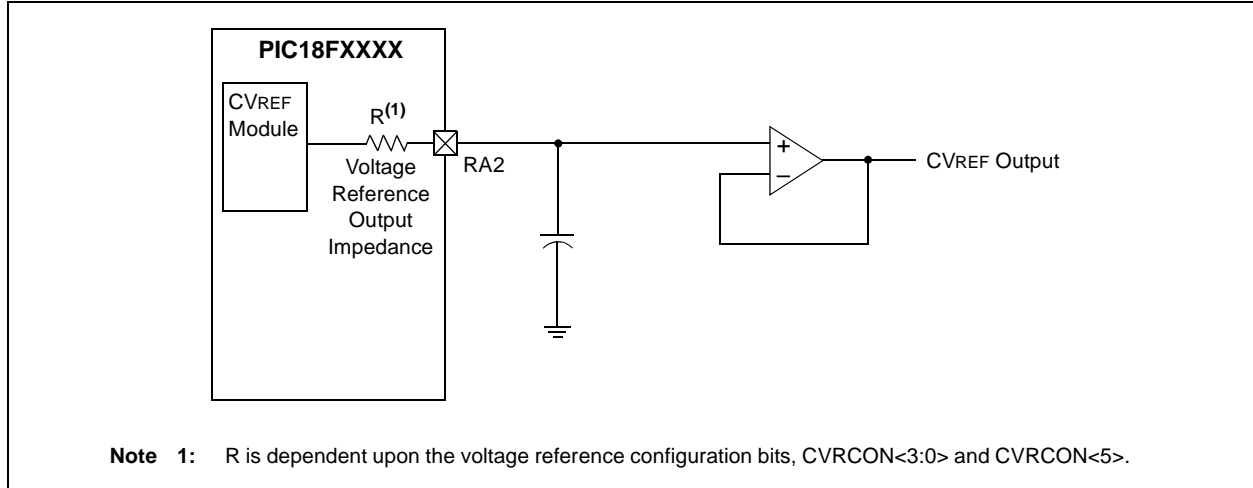 PIC18FXXXX
CVREF
Module
R(1)
Voltage
Reference
Output
Impedance
RA2
+
–
CVREF Output
Note 1: R is dependent upon the voltage reference configuration bits, CVRCON<3:0> and CVRCON<5>.